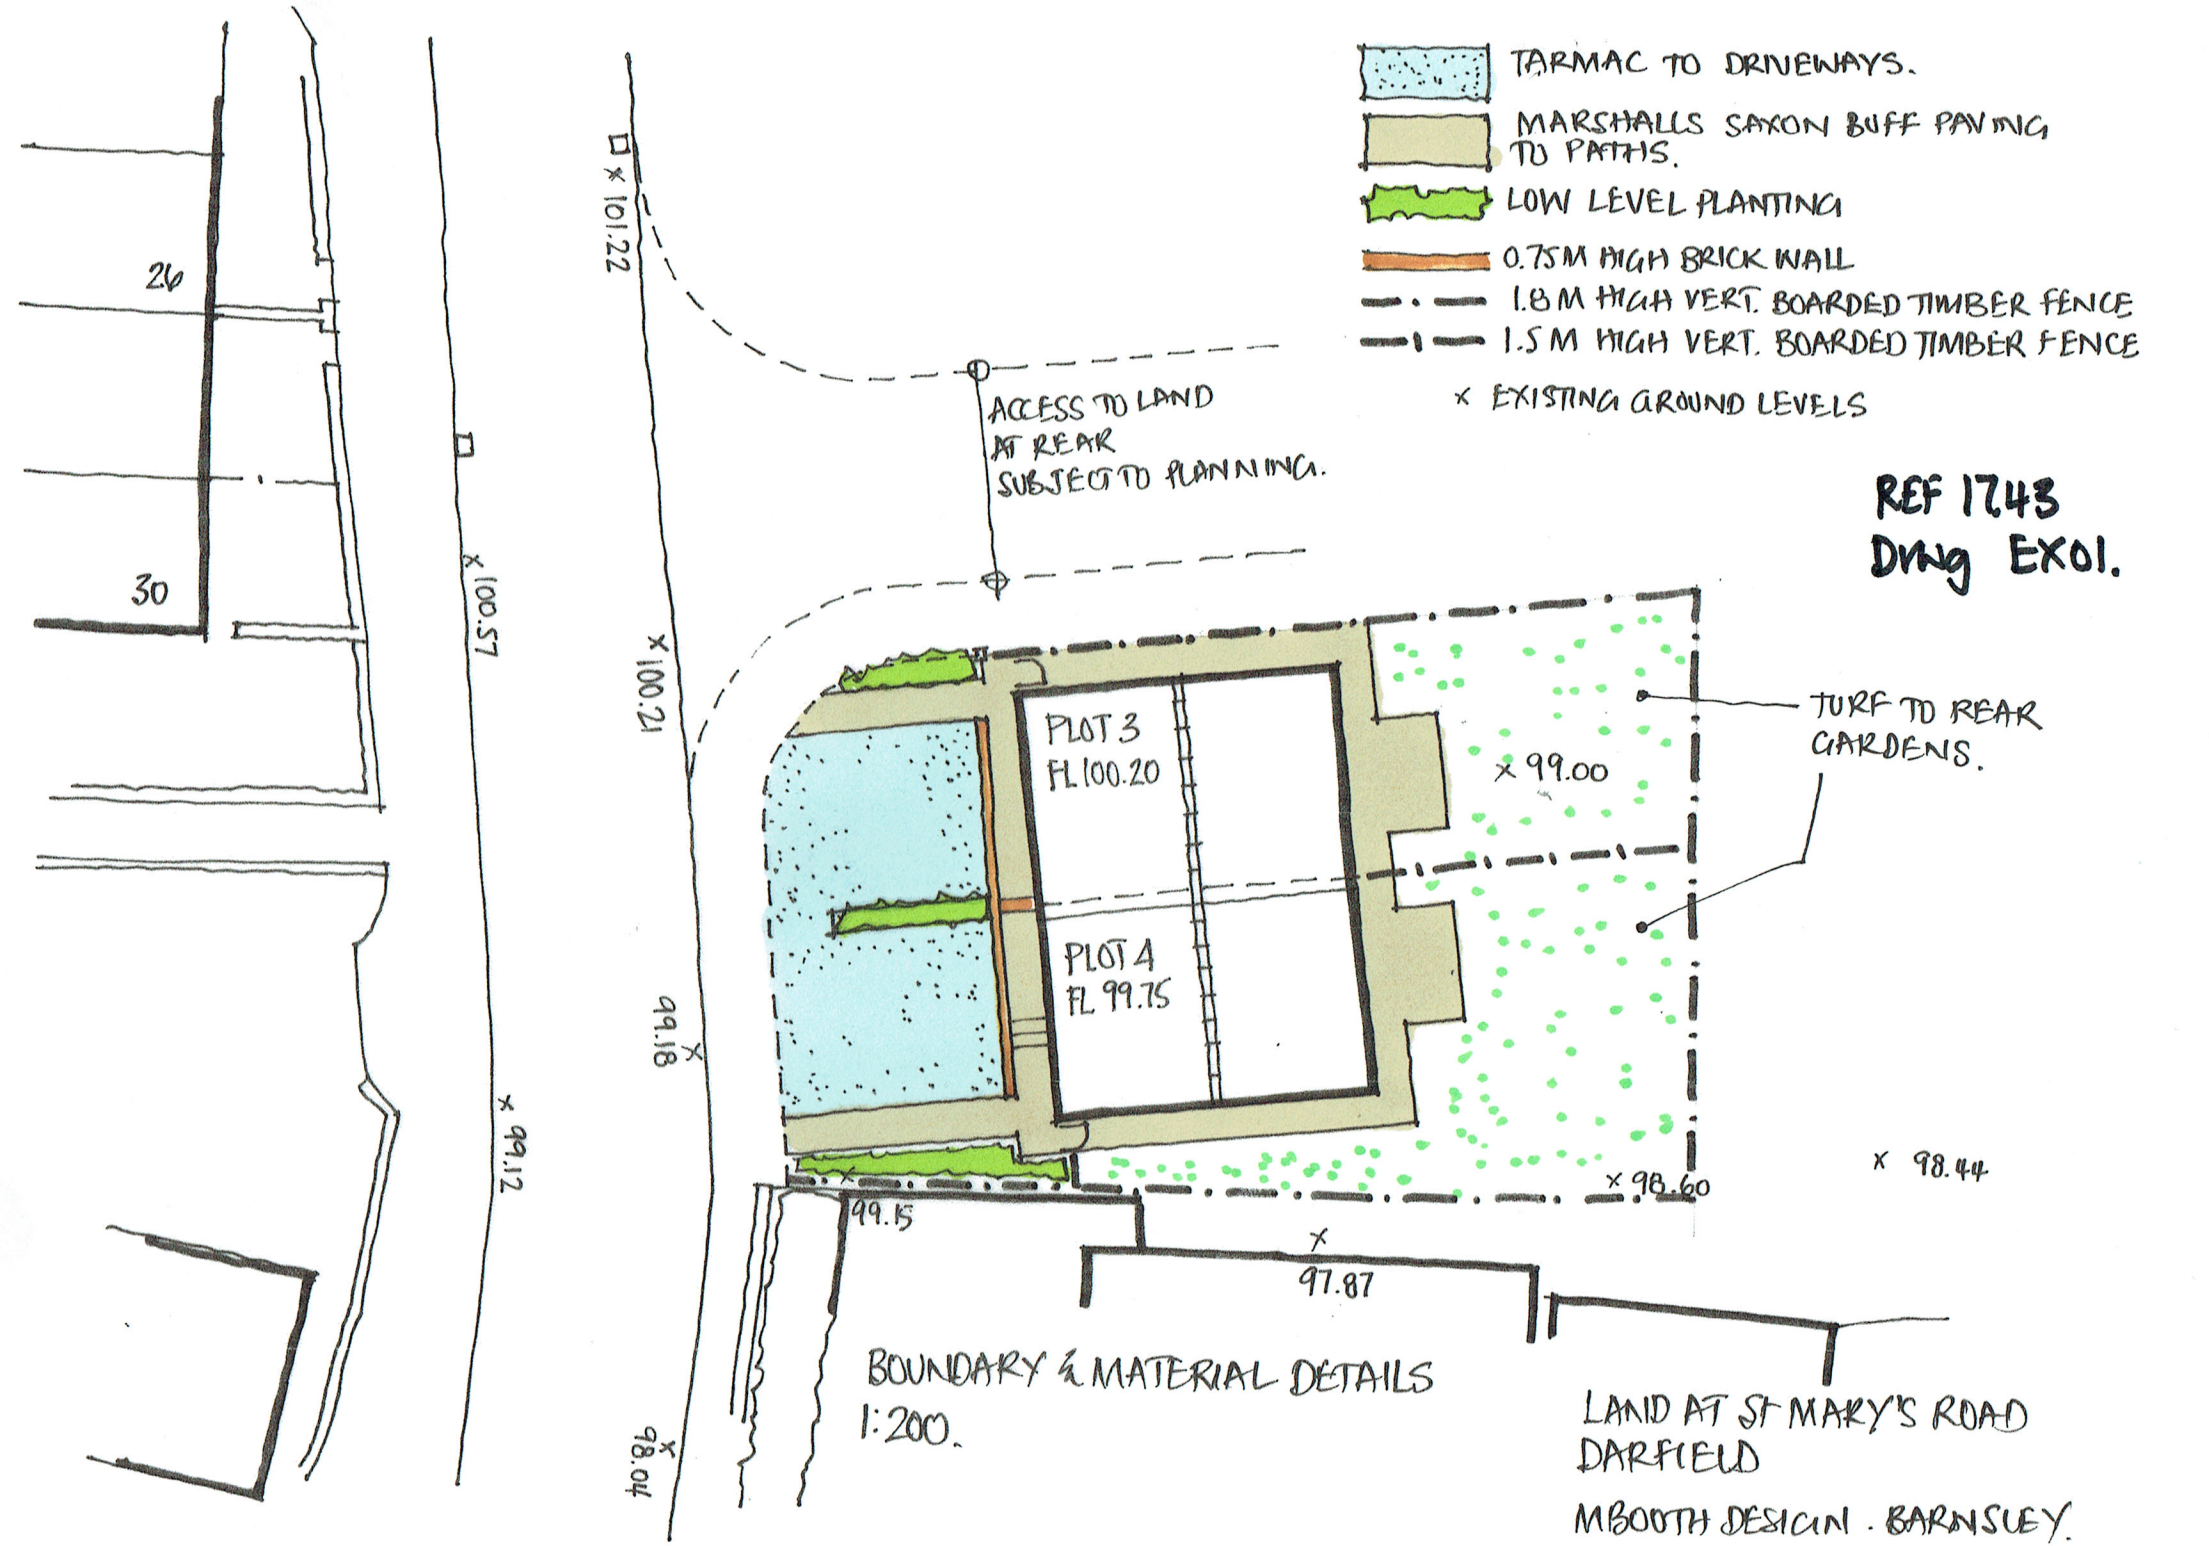 TARMAC TO DRIVEWAYS.
MARSHALLS SAXON BUFF PAVING
TO PATHS.
LOW LEVEL PLANTING
0.75M HIGH BRICK WALL
1.8M HIGH VERT. BOARDED TIMBER FENCE
1.5M HIGH VERT. BOARDED TIMBER FENCE
x EXISTING GROUND LEVELS
REF 17.43
Drwg EX01.
26
30
x 101.22
x 100.57
x 100.21
ACCESS TO LAND
AT REAR
SUBJECT TO PLANNING.
PLOT 3
FL 100.20
PLOT 4
FL 99.75
x 99.00
TURF TO REAR
GARDENS.
99.18 x
x 99.12
x 98.60
x 98.44
x
99.15
x
97.87
x
98.04
BOUNDARY & MATERIAL DETAILS
1:200.
LAND AT St MARY'S ROAD
DARFIELD
MBOOTH DESIGN . BARNSLEY.